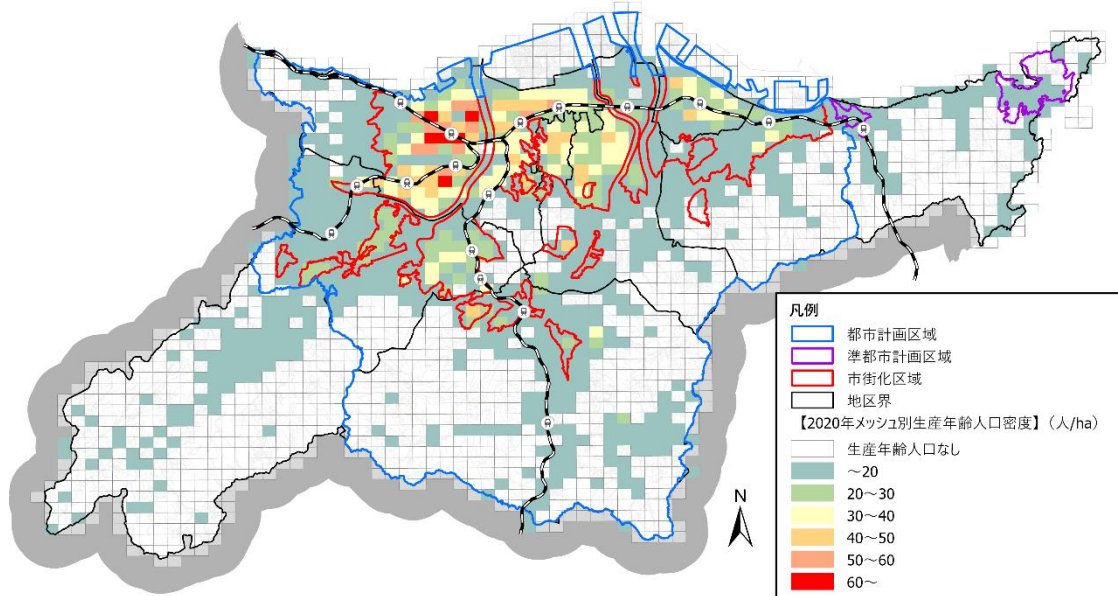 N
凡例
都市計画区域
準都市計画区域
市街化区域
地区界
【2020年メッシュ別生産年齢人口密度】(人/ha)
生産年齢人口なし
~20
20~30
30~40
40~50
50~60
60~